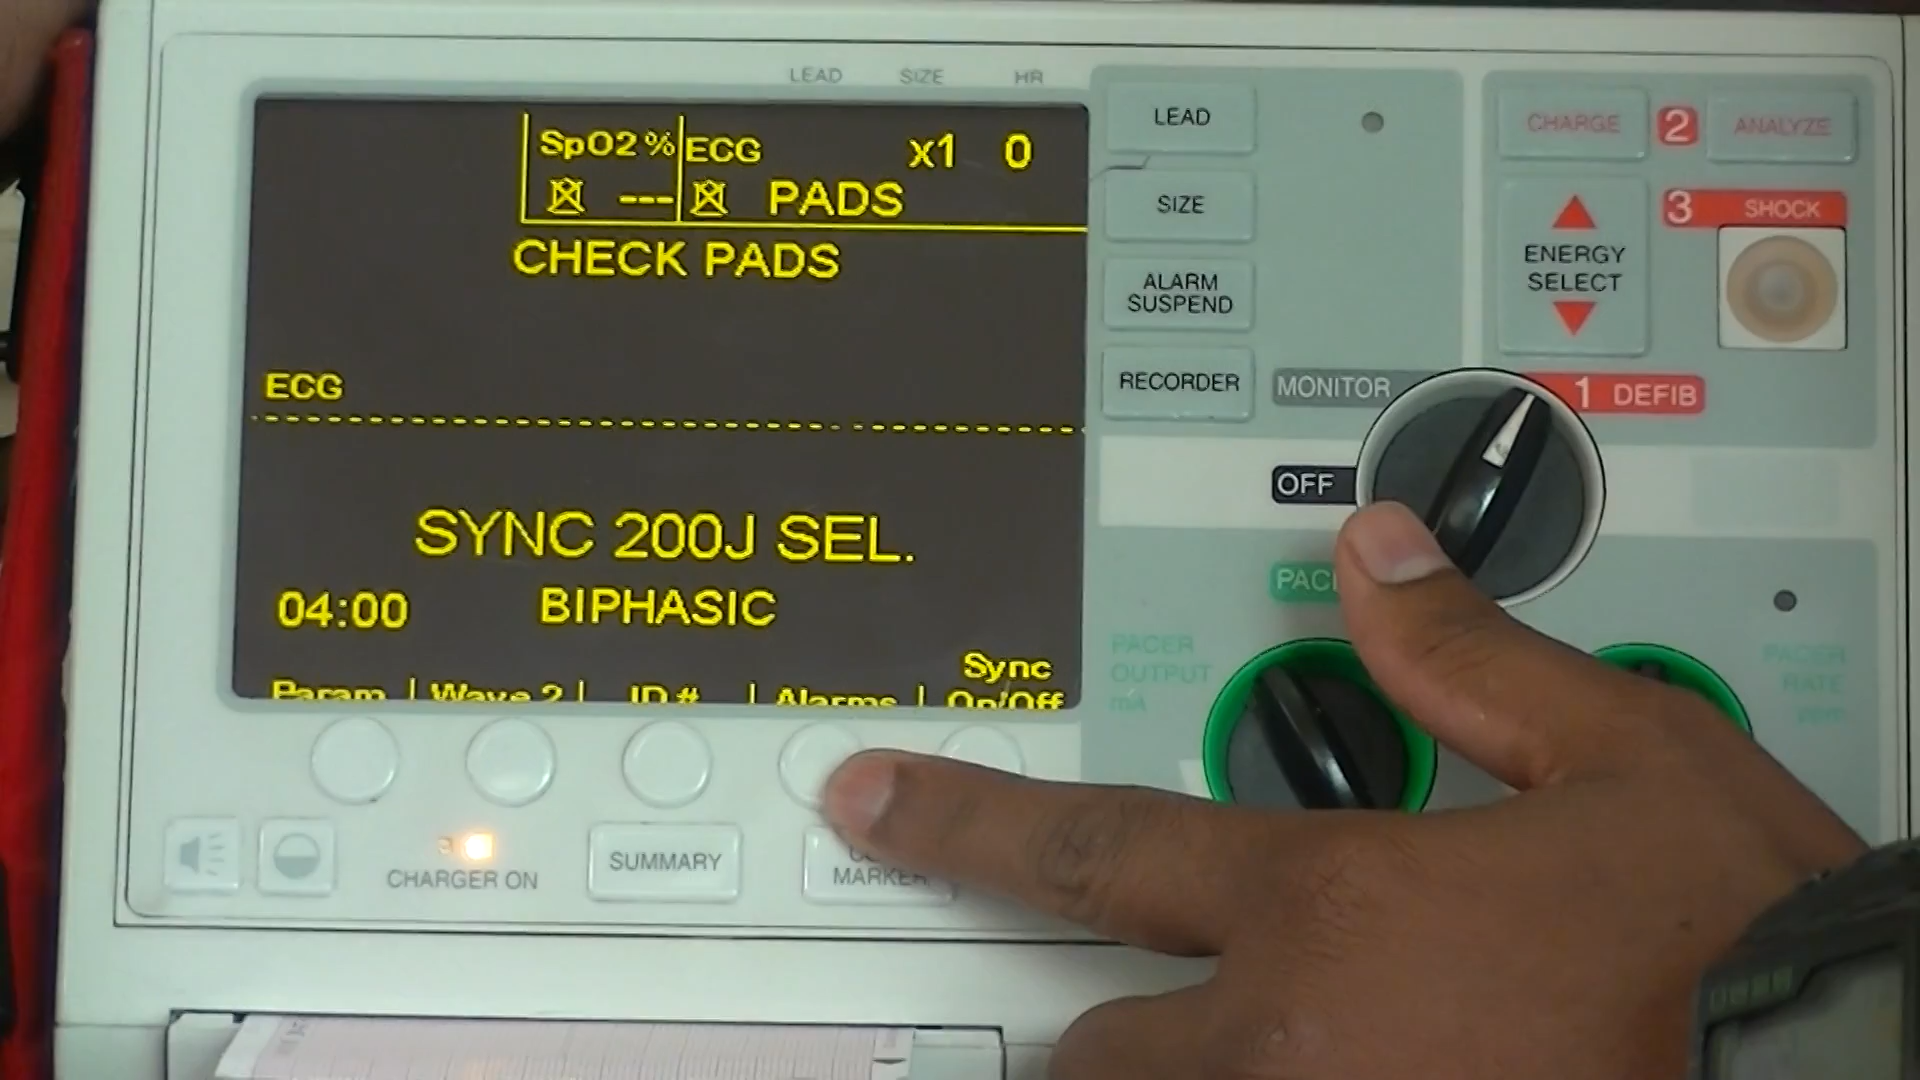 LEAD SIZE HR
SpO2 % ECG x1 0
--- PADS
CHECK PADS
ECG
SYNC 200J SEL.
04:00 BIPHASIC
Sync
Param Wave 2 ID # Alarms On/Off
CHARGER ON
SUMMARY
MARKER
LEAD
SIZE
ALARM
SUSPEND
RECORDER
CHARGE 2 ANALYZE
3 SHOCK
ENERGY
SELECT
MONITOR
1 DEFIB
OFF
PACER
OUTPUT
mA
PACER
RATE